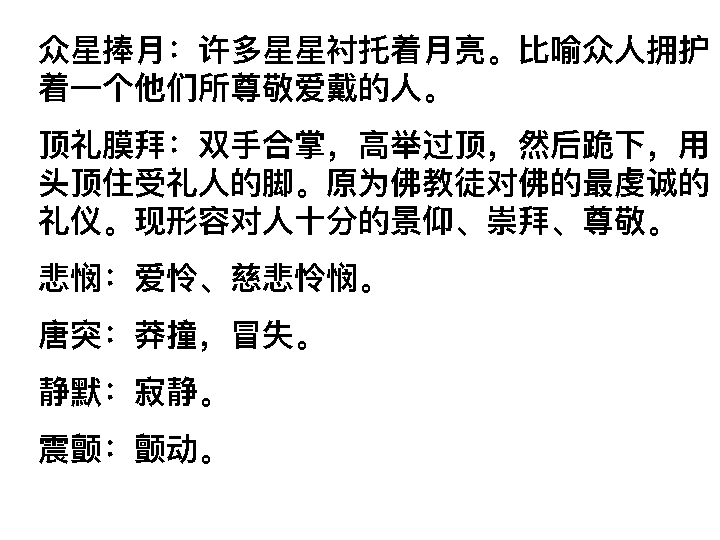 众星捧月：许多星星衬托着月亮。比喻众人拥护
着一个他们所尊敬爱戴的人。
顶礼膜拜：双手合掌，高举过顶，然后跪下，用
头顶住受礼人的脚。原为佛教徒对佛的最虔诚的
礼仪。现形容对人十分的景仰、崇拜、尊敬。
悲悯：爱怜、慈悲怜悯。
唐突：莽撞，冒失。
静默：寂静。
震颤：颤动。